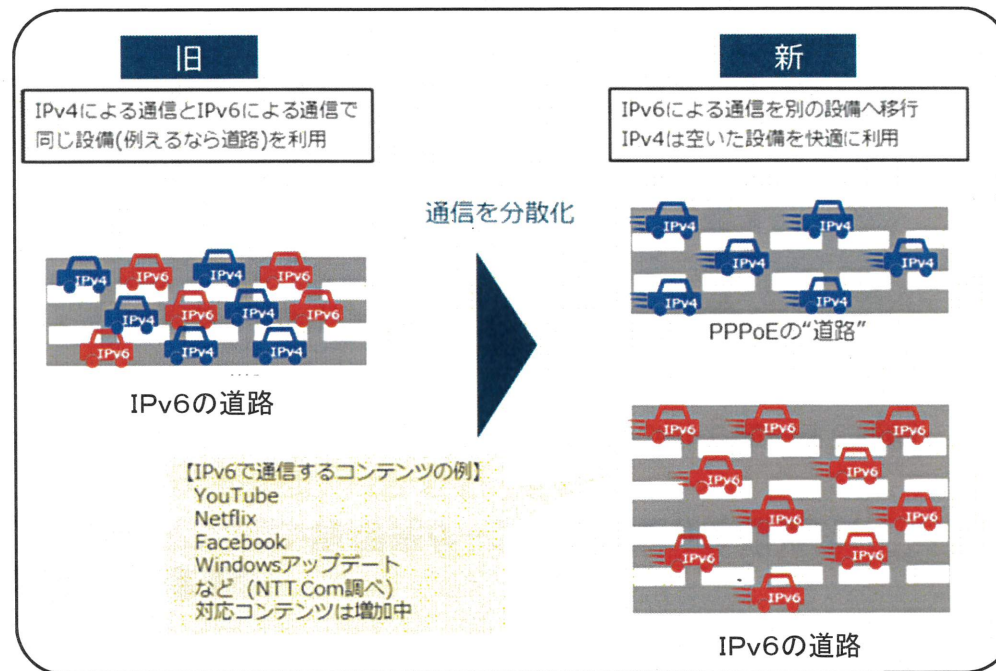 旧
IPv4による通信とIPv6による通信で
同じ設備(例えるなら道路)を利用
IPv4
IPv6
IPv4
IPv6
IPv4
IPv6
IPv4
IPv6
IPv6
IPv4
IPv4
IPv6の道路
通信を分散化
【IPv6で通信するコンテンツの例】
YouTube
Netflix
Facebook
Windowsアップデート
など (NTT Com調べ)
対応コンテンツは増加中
新
IPv6による通信を別の設備へ移行
IPv4は空いた設備を快適に利用
IPv4
IPv4
IPv4
IPv4
IPv4
IPv4
PPPoEの“道路”
IPv6
IPv6
IPv6
IPv6
IPv6
IPv6
IPv6
IPv6
IPv6
IPv6
IPv6の道路